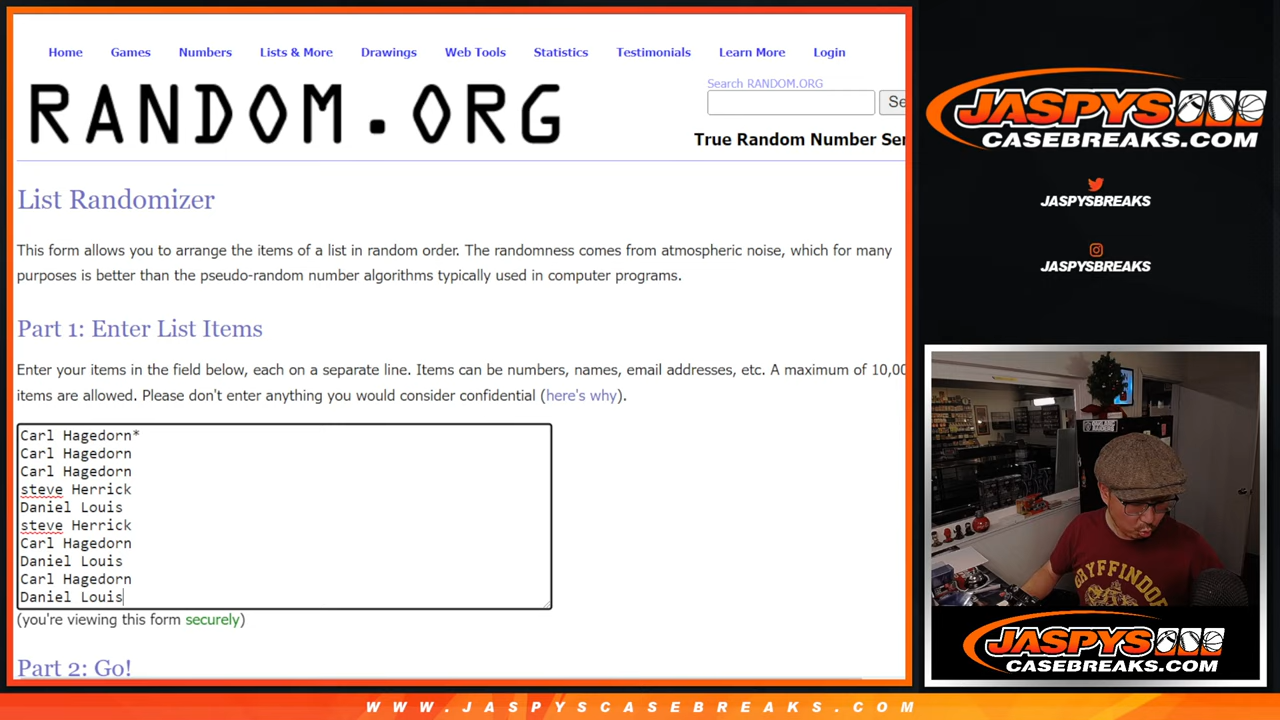 Home Games Numbers Lists & More Drawings Web Tools Statistics Testimonials Learn More Login
RANDOM.ORG
Search RANDOM.ORG
Se
True Random Number Ser
List Randomizer
This form allows you to arrange the items of a list in random order. The randomness comes from atmospheric noise, which for many
purposes is better than the pseudo-random number algorithms typically used in computer programs.
Part 1: Enter List Items
Enter your items in the field below, each on a separate line. Items can be numbers, names, email addresses, etc. A maximum of 10,00
items are allowed. Please don't enter anything you would consider confidential (here's why).
Carl Hagedorn*
Carl Hagedorn
Carl Hagedorn
steve Herrick
Daniel Louis
steve Herrick
Carl Hagedorn
Daniel Louis
Carl Hagedorn
Daniel Louis
(you're viewing this form securely)
Part 2: Go!
JASPYS
CASEBREAKS.COM
JASPYSBREAKS
JASPYSBREAKS
GRYFFINDOR
JASPYS
CASEBREAKS.COM
WWW.JASPYSCASEBREAKS.COM